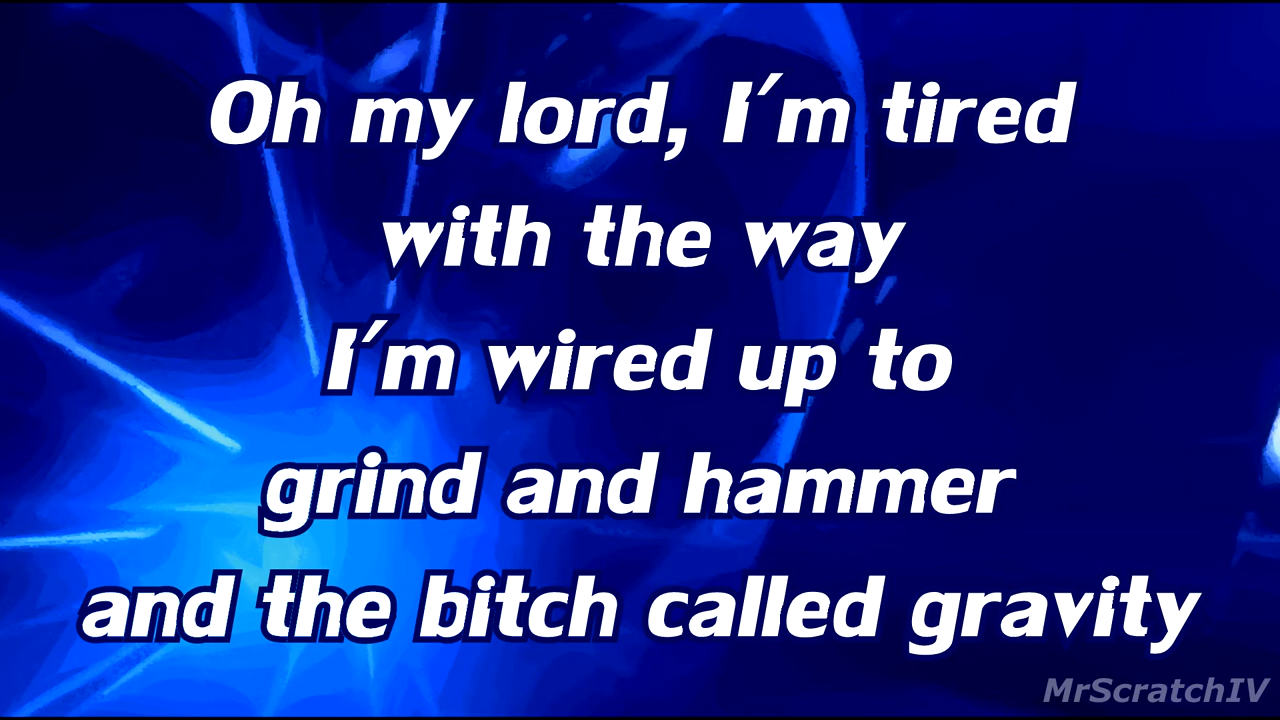 Oh my lord, I'm tired
with the way
I'm wired up to
grind and hammer
and the bitch called gravity
MrScratchIV